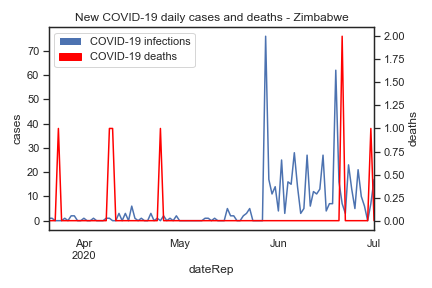 New COVID-19 daily cases and deaths - Zimbabwe
COVID-19 infections
COVID-19 deaths
cases
70
60
50
40
30
20
10
0
2.00
1.75
1.50
1.25
1.00
0.75
0.50
0.25
0.00
deaths
Apr
2020
May
Jun
Jul
dateRep